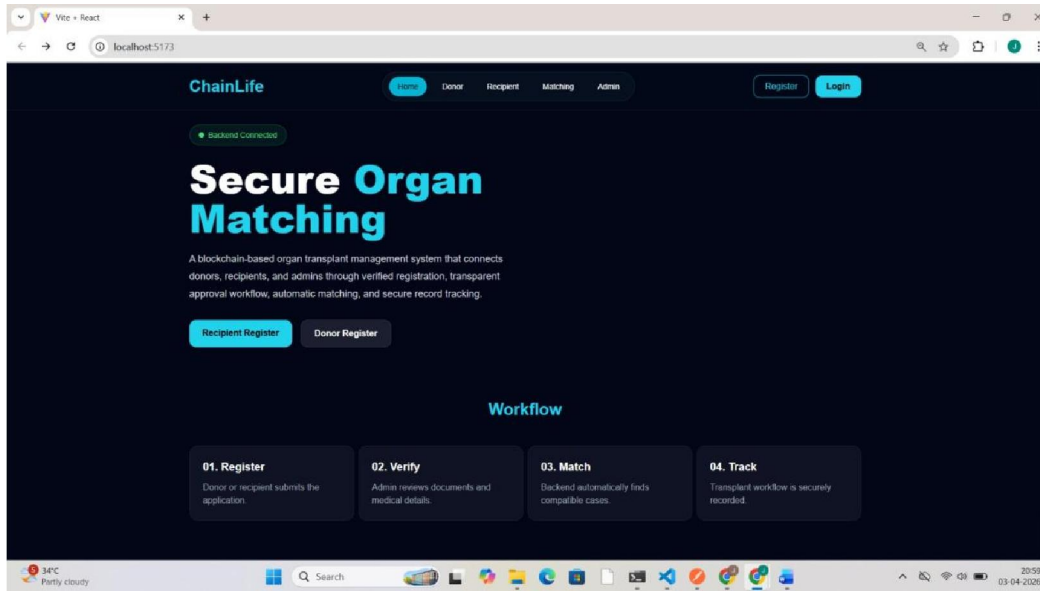 Vite + React
localhost:5173
ChainLife
Home Donor Recipient Matching Admin
Register Login
Backend Connected
Secure Organ
Matching
A blockchain-based organ transplant management system that connects
donors, recipients, and admins through verified registration, transparent
approval workflow, automatic matching, and secure record tracking.
Recipient Register Donor Register
Workflow
01. Register
Donor or recipient submits the
application.
02. Verify
Admin reviews documents and
medical details.
03. Match
Backend automatically finds
compatible cases.
04. Track
Transplant workflow is securely
recorded.
5
34°C
Partly cloudy
Search
20:59
03-04-2026